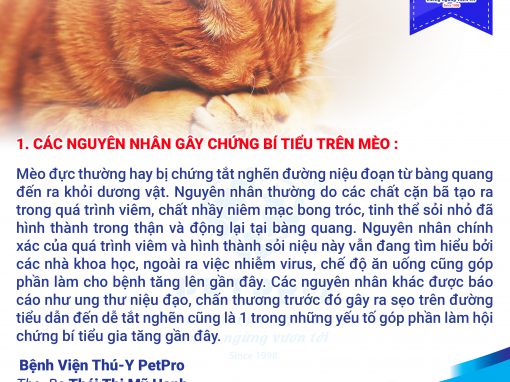 1. CÁC NGUYÊN NHÂN GÂY CHỨNG BÍ TIỂU TRÊN MÈO :
Mèo đực thường hay bị chứng tắt nghẽn đường niệu đoạn từ bàng quang
đến ra khỏi dương vật. Nguyên nhân thường do các chất cặn bã tạo ra
trong quá trình viêm, chất nhầy niêm mạc bong tróc, tinh thể sỏi nhỏ đã
hình thành trong thận và động lại tại bàng quang. Nguyên nhân chính
xác của quá trình viêm và hình thành sỏi niệu này vẫn đang tìm hiểu bởi
các nhà khoa học, ngoài ra việc nhiễm virus, chế độ ăn uống cũng góp
phần làm cho bệnh tăng lên gần đây. Các nguyên nhân khác được báo
cáo như ung thư niệu đạo, chấn thương trước đó gây ra sẹo trên đường
tiểu dẫn đến dễ tắt nghẽn cũng là 1 trong những yếu tố góp phần làm hội
chứng bí tiểu gia tăng gần đây.
ngừng vươn tới
Since 1998
Bệnh Viện Thú-Y PetPro